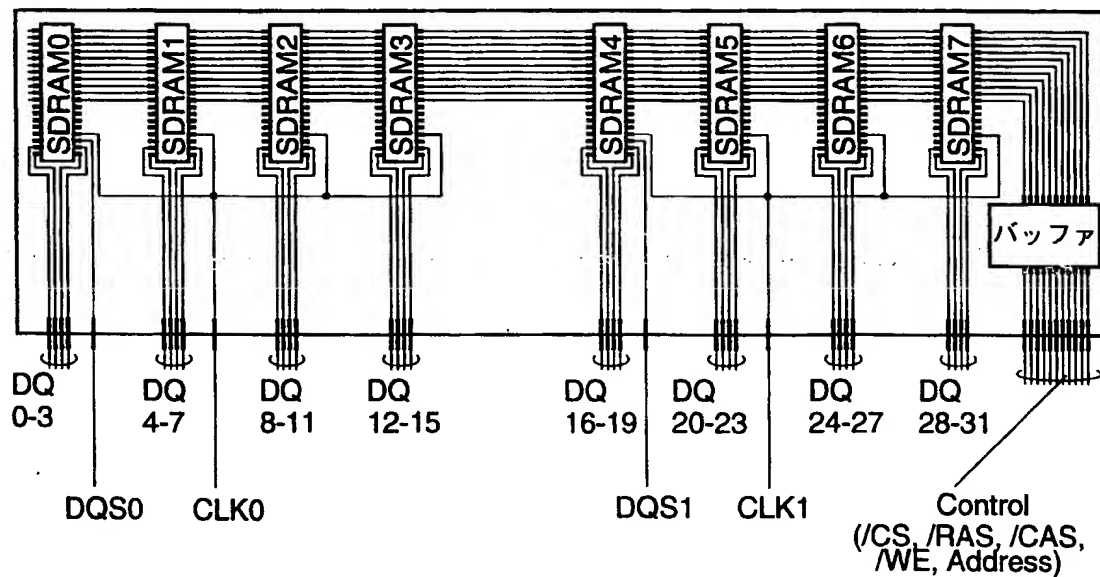 SDRAM0
SDRAM1
SDRAM2
SDRAM3
SDRAM4
SDRAM5
SDRAM6
SDRAM7
バッファ
DQ
0-3
DQ
4-7
DQ
8-11
DQ
12-15
DQ
16-19
DQ
20-23
DQ
24-27
DQ
28-31
DQS0
CLK0
DQS1
CLK1
Control
(/CS, /RAS, /CAS,
/WE, Address)